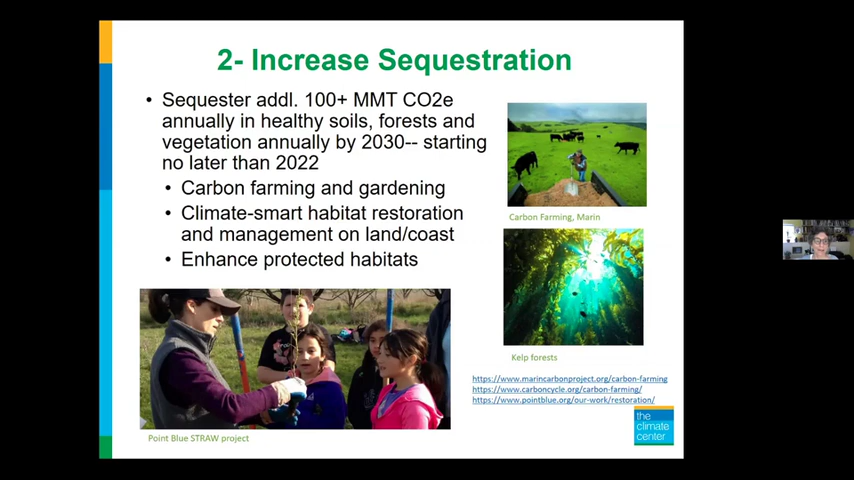 2- Increase Sequestration
• Sequester addl. 100+ MMT CO2e
annually in healthy soils, forests and
vegetation annually by 2030-- starting
no later than 2022
• Carbon farming and gardening
• Climate-smart habitat restoration
and management on land/coast
• Enhance protected habitats
Carbon Farming, Marin
Kelp forests
https://www.marincarbonproject.org/carbon-farming
https://www.carboncycle.org/carbon-farming/
https://www.pointblue.org/our-work/restoration/
Point Blue STRAW project
the
climate
center